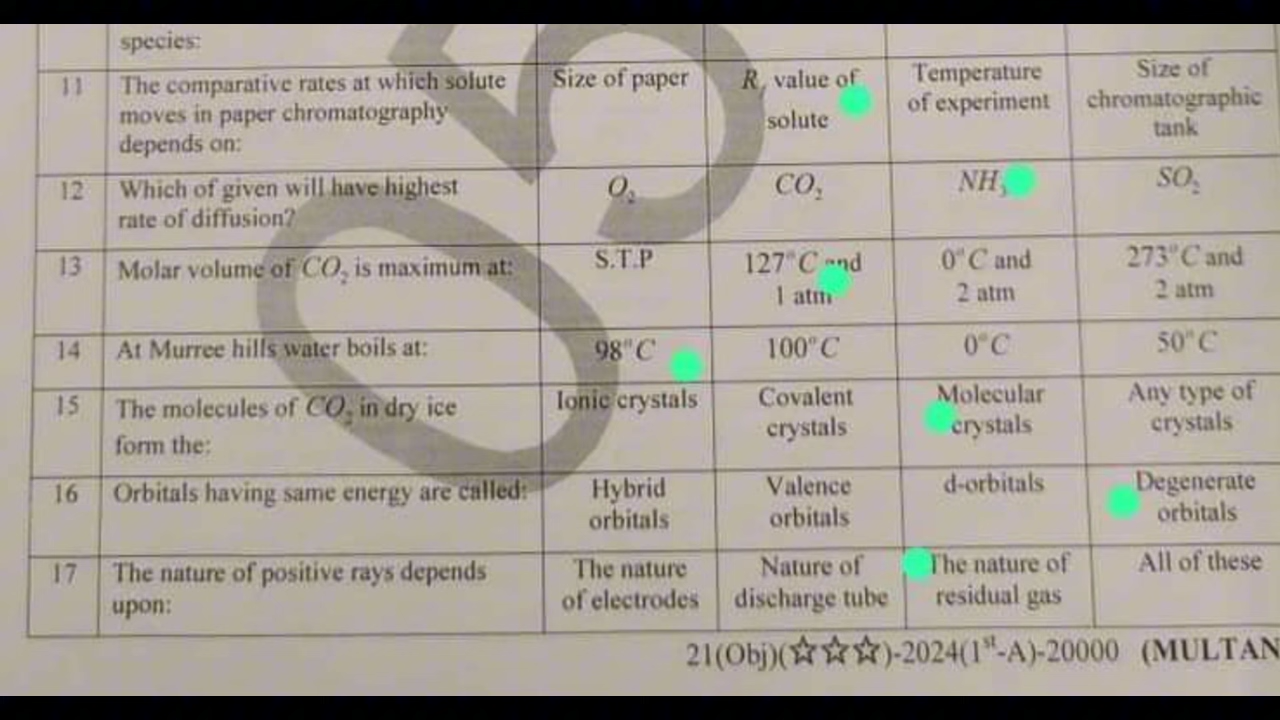 species:
11 The comparative rates at which solute moves in paper chromatography depends on: Size of paper R_f value of solute Temperature of experiment Size of chromatographic tank
12 Which of given will have highest rate of diffusion? O₂ CO₂ NH₃ SO₂
13 Molar volume of CO₂ is maximum at: S.T.P 127°C and 1 atm 0°C and 2 atm 273°C and 2 atm
14 At Murree hills water boils at: 98°C 100°C 0°C 50°C
15 The molecules of CO₂ in dry ice form the: Ionic crystals Covalent crystals Molecular crystals Any type of crystals
16 Orbitals having same energy are called: Hybrid orbitals Valence orbitals d-orbitals Degenerate orbitals
17 The nature of positive rays depends upon: The nature of electrodes Nature of discharge tube The nature of residual gas All of these
21(Obj)(☆☆☆)-2024(1ˢᵗ-A)-20000 (MULTAN
05